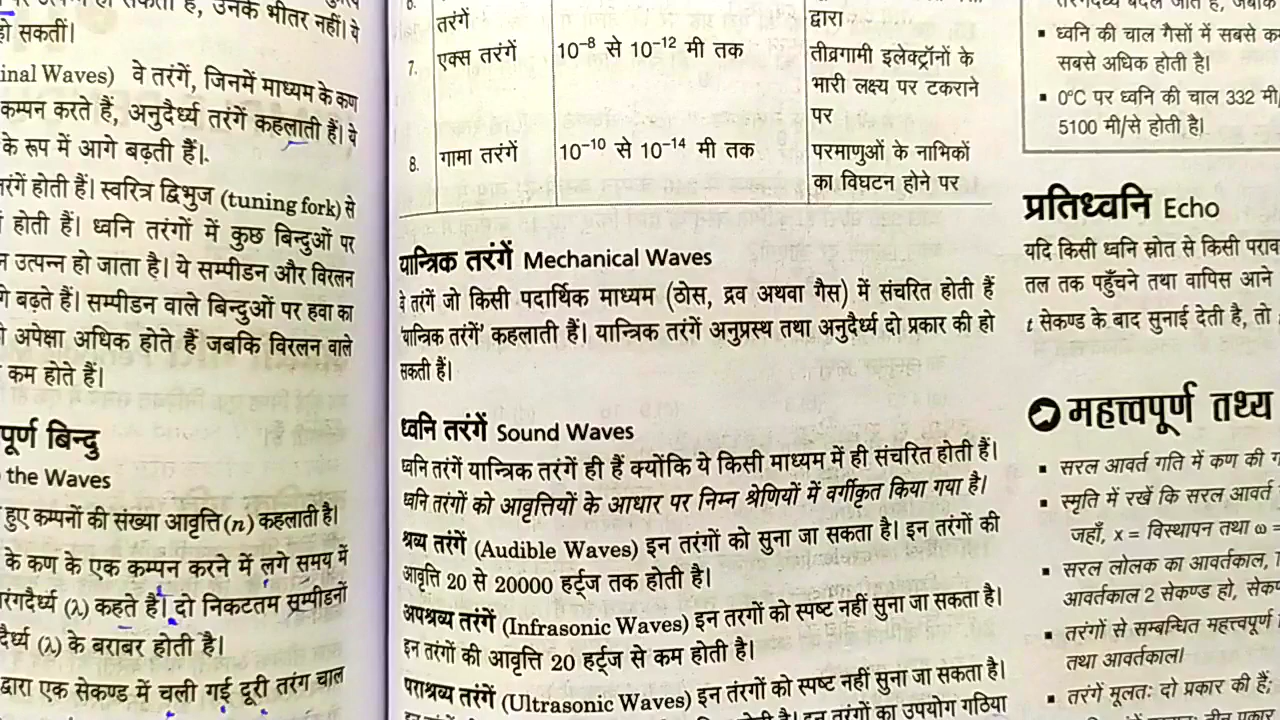 उनके भीतर नहीं। ये
हो सकतीं।
inal Waves) वे तरंगें, जिनमें माध्यम के कण
कम्पन करते हैं, अनुदैर्ध्य तरंगें कहलाती हैं। ये
के रूप में आगे बढ़ती हैं।
रंगें होती हैं। स्वरित्र द्विभुज (tuning fork) से
होती हैं। ध्वनि तरंगों में कुछ बिन्दुओं पर
न उत्पन्न हो जाता है। ये सम्पीडन और विरलन
गे बढ़ते हैं। सम्पीडन वाले बिन्दुओं पर हवा का
अपेक्षा अधिक होते हैं जबकि विरलन वाले
कम होते हैं।
पूर्ण बिन्दु
the Waves
हुए कम्पनों की संख्या आवृत्ति (n) कहलाती है।
के कण के एक कम्पन करने में लगे समय में
रंगदैर्ध्य (λ) कहते हैं। दो निकटतम सम्पीडनों
दैर्ध्य (λ) के बराबर होती है।
द्वारा एक सेकण्ड में चली गई दूरी तरंग चाल
तरंगें
द्वारा
7. एक्स तरंगें 10⁻⁸ से 10⁻¹² मी तक तीव्रगामी इलेक्ट्रॉनों के
भारी लक्ष्य पर टकराने
पर
8. गामा तरंगें 10⁻¹⁰ से 10⁻¹⁴ मी तक परमाणुओं के नाभिकों
का विघटन होने पर
यान्त्रिक तरंगें Mechanical Waves
वे तरंगें जो किसी पदार्थिक माध्यम (ठोस, द्रव अथवा गैस) में संचरित होती हैं
'यान्त्रिक तरंगें' कहलाती हैं। यान्त्रिक तरंगें अनुप्रस्थ तथा अनुदैर्ध्य दो प्रकार की हो
सकती हैं।
ध्वनि तरंगें Sound Waves
ध्वनि तरंगें यान्त्रिक तरंगें ही हैं क्योंकि ये किसी माध्यम में ही संचरित होती हैं।
ध्वनि तरंगों को आवृत्तियों के आधार पर निम्न श्रेणियों में वर्गीकृत किया गया है।
श्रव्य तरंगें (Audible Waves) इन तरंगों को सुना जा सकता है। इन तरंगों की
आवृत्ति 20 से 20000 हर्ट्ज तक होती है।
अपश्रव्य तरंगें (Infrasonic Waves) इन तरगों को स्पष्ट नहीं सुना जा सकता है।
इन तरंगों की आवृत्ति 20 हर्ट्ज से कम होती है।
पराश्रव्य तरंगें (Ultrasonic Waves) इन तंरगों को स्पष्ट नहीं सुना जा सकता है।
इन तरंगों का उपयोग गठिया
▪ ध्वनि की चाल गैसों में सबसे कम
सबसे अधिक होती है।
▪ 0°C पर ध्वनि की चाल 332 मी
5100 मी/से होती है।
प्रतिध्वनि Echo
यदि किसी ध्वनि स्रोत से किसी पराव
तल तक पहुँचने तथा वापिस आने
t सेकण्ड के बाद सुनाई देती है, तो
महत्त्वपूर्ण तथ्य
▪ सरल आवर्त गति में कण की ग
▪ स्मृति में रखें कि सरल आवर्त
जहाँ, x = विस्थापन तथा ω =
▪ सरल लोलक का आवर्तकाल,
आवर्तकाल 2 सेकण्ड हो, सेक
▪ तरंगों से सम्बन्धित महत्त्वपूर्ण
तथा आवर्तकाल।
▪ तरंगें मूलतः दो प्रकार की हैं;